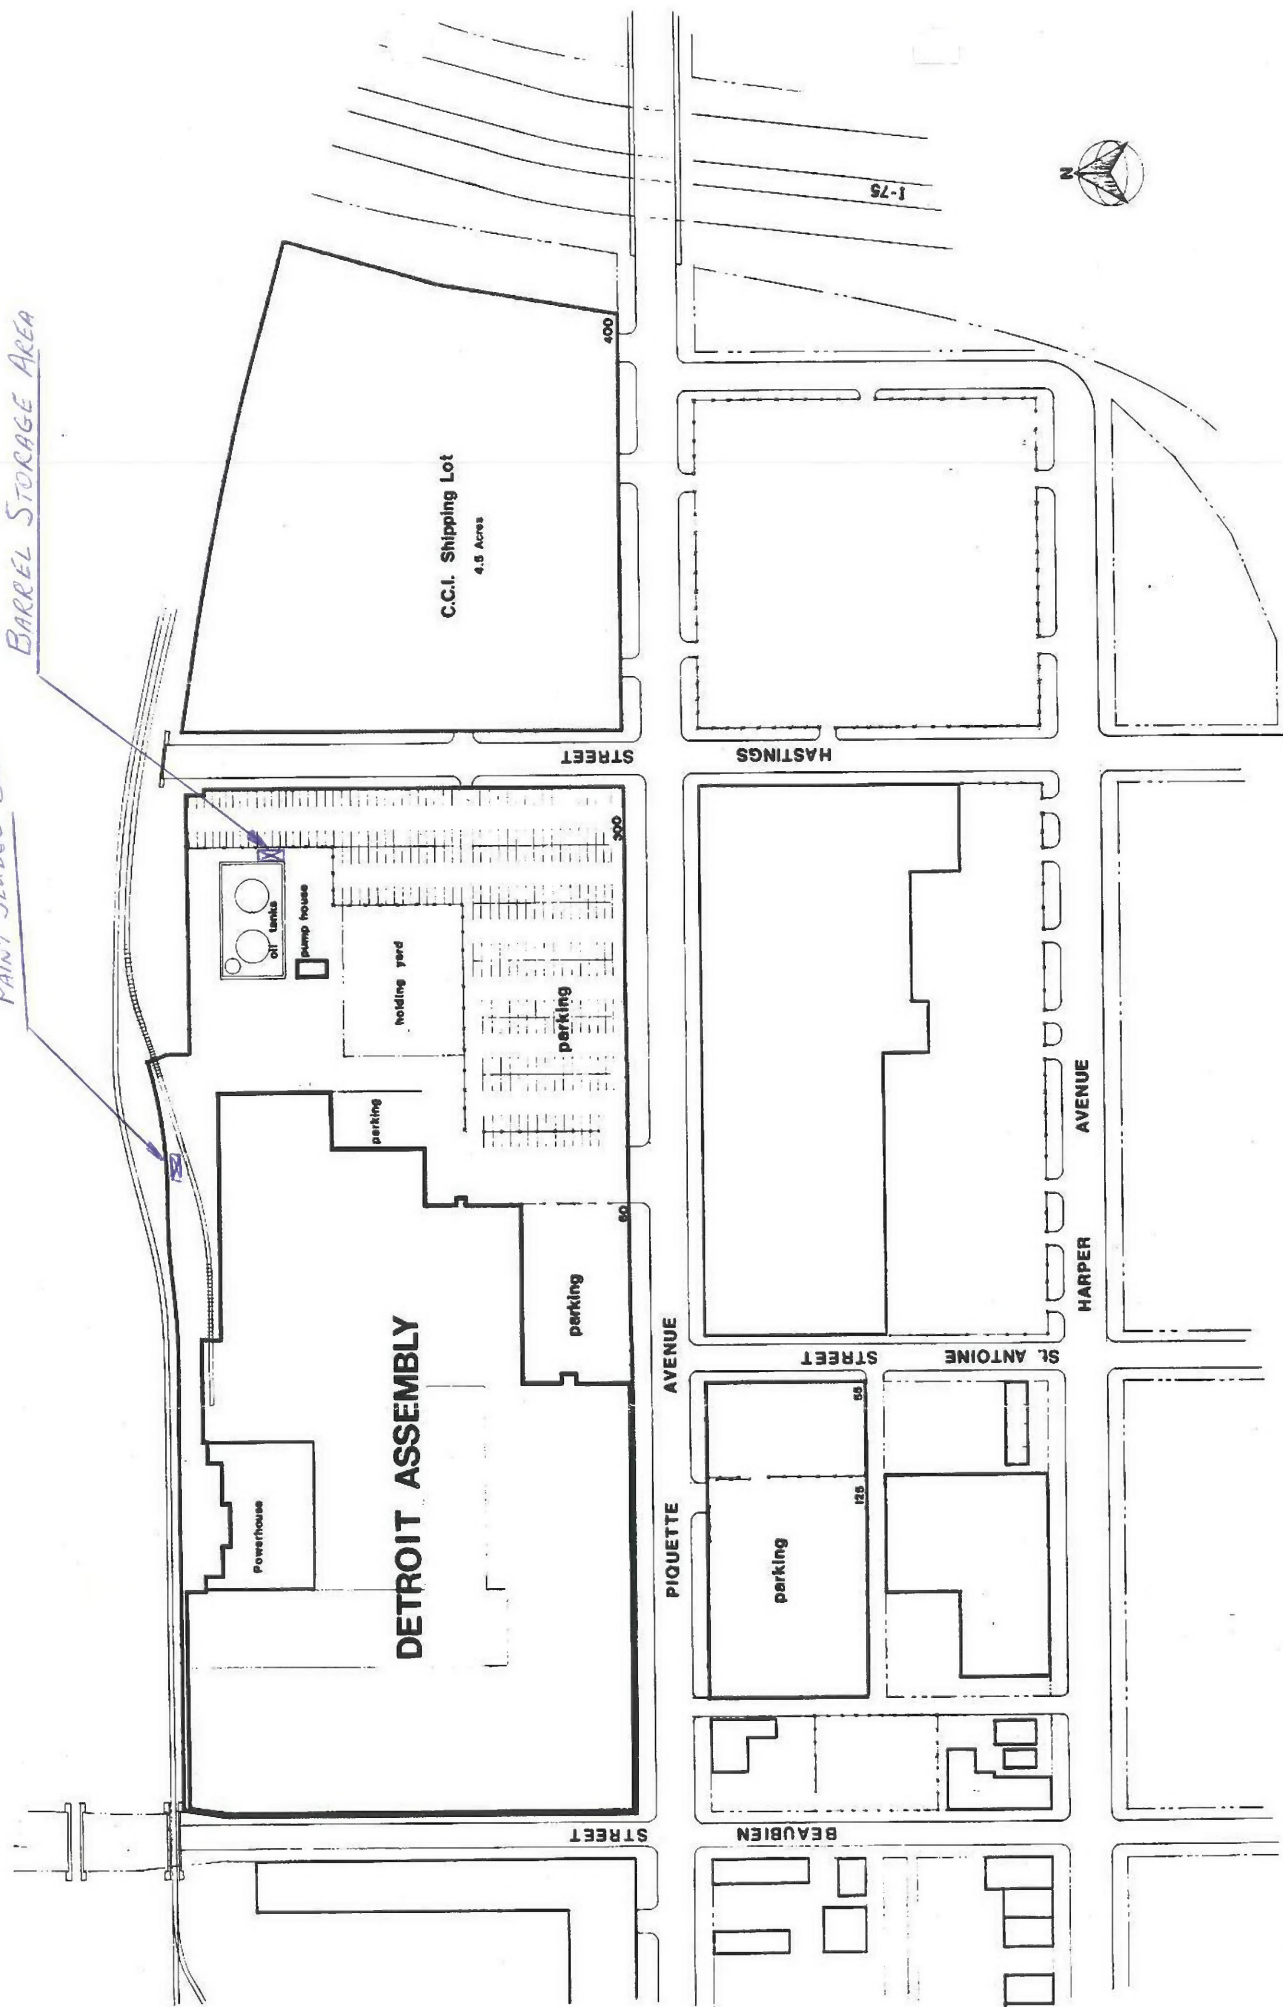 PAINT SLUDGE
BARREL STORAGE AREA
Powerhouse
oil tanks
pump house
parking
holding yard
DETROIT ASSEMBLY
C.C.I. Shipping Lot
4.5 Acres
parking
parking
60
300
400
STREET
STREET
PIQUETTE AVENUE
BEAUBIEN
parking
125
55
STREET
HASTINGS
I-75
St. ANTOINE
HARPER AVENUE
N